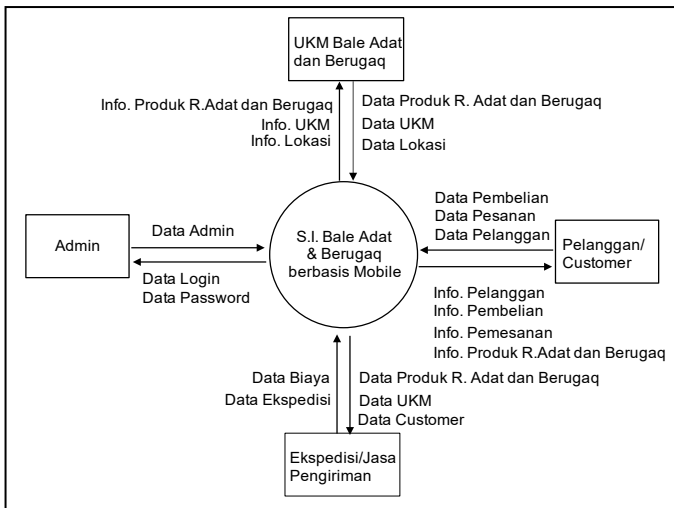 UKM Bale Adat
dan Berugaq
Info. Produk R.Adat dan Berugaq
Info. UKM
Info. Lokasi
Data Produk R. Adat dan Berugaq
Data UKM
Data Lokasi
Admin
Data Admin
Data Login
Data Password
S.I. Bale Adat
& Berugaq
berbasis Mobile
Data Pembelian
Data Pesanan
Data Pelanggan
Pelanggan/
Customer
Info. Pelanggan
Info. Pembelian
Info. Pemesanan
Info. Produk R.Adat dan Berugaq
Data Biaya
Data Ekspedisi
Data Produk R. Adat dan Berugaq
Data UKM
Data Customer
Ekspedisi/Jasa
Pengiriman